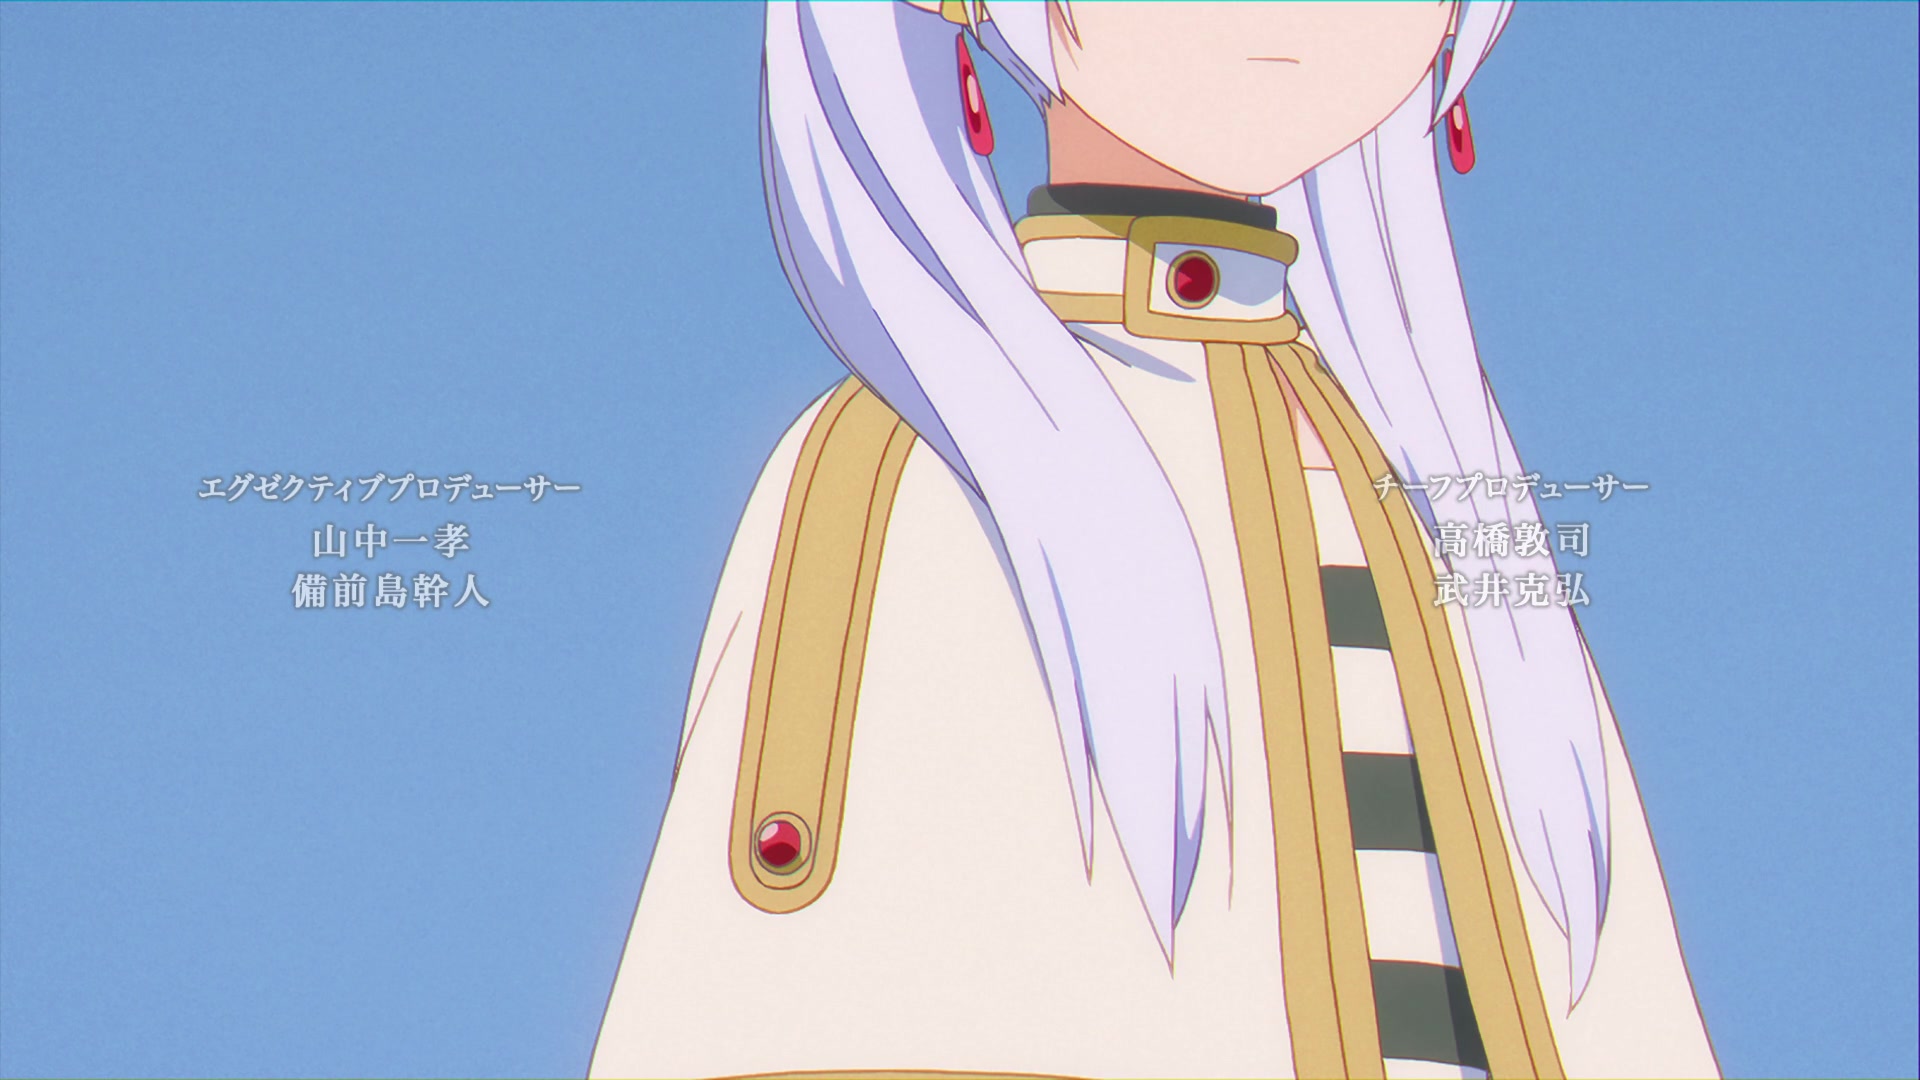 エグゼクティブプロデューサー
山中一孝
備前島幹人
チーフプロデューサー
高橋敦司
武井克弘